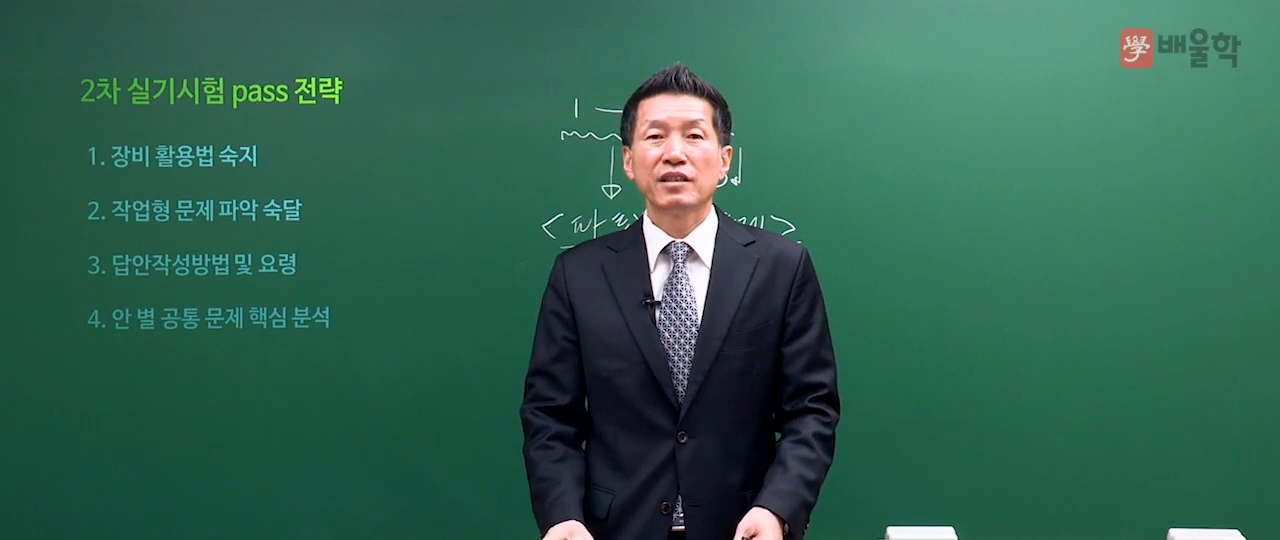 學 배울학
2차 실기시험 pass 전략
1. 장비 활용법 숙지
2. 작업형 문제 파악 숙달
3. 답안작성방법 및 요령
4. 안 별 공통 문제 핵심 분석